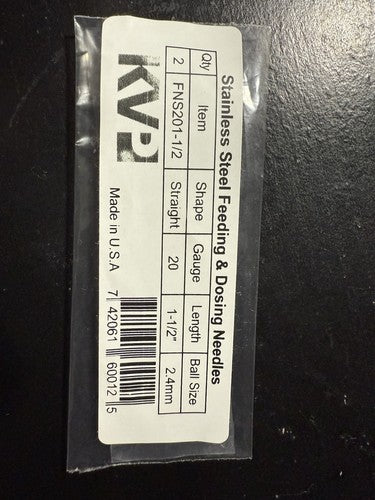 Stainless Steel Feeding & Dosing Needles
Qty Item Shape Gauge Length Ball Size
2 FNS201-1/2 Straight 20 1-1/2" 2.4mm
KVP
Made in U.S.A
7 42061 60012 5